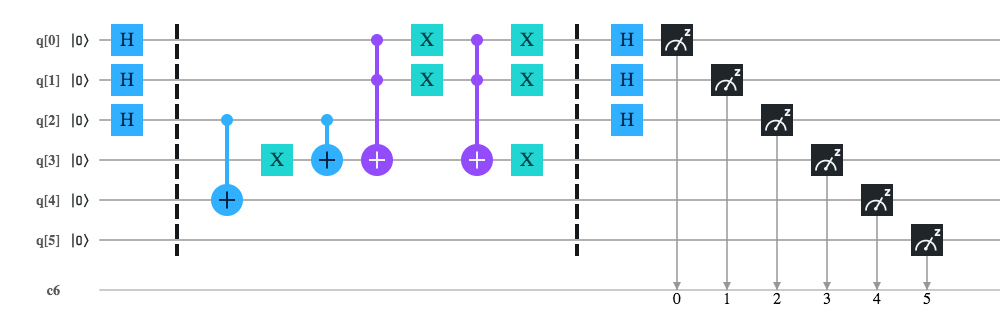 q[0] |0⟩ H X X H z
q[1] |0⟩ H X X H z
q[2] |0⟩ H H z
q[3] |0⟩ X X z
q[4] |0⟩ z
q[5] |0⟩ z
c6
0 1 2 3 4 5